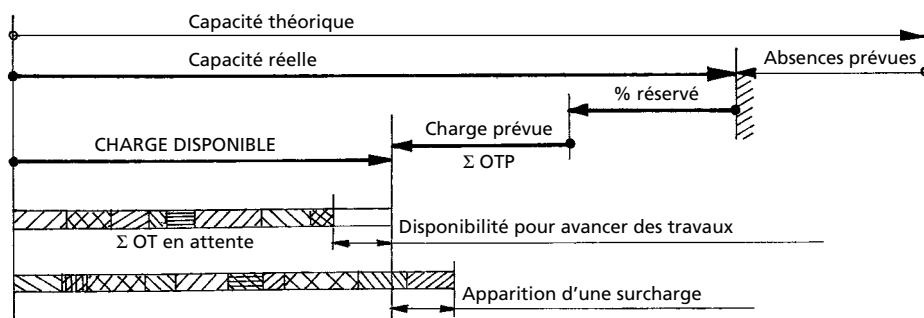 Capacité théorique
Capacité réelle
Absences prévues
% réservé
Charge prévue
CHARGE DISPONIBLE
Σ OTP
Disponibilité pour avancer des travaux
Σ OT en attente
Apparition d’une surcharge